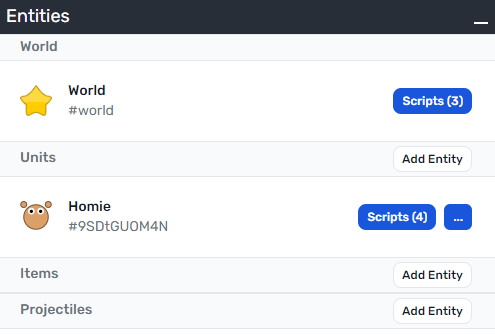 Entities
World
World
#world
Scripts (3)
Units
Add Entity
Homie
#9SDtGUOM4N
Scripts (4)
...
Items
Add Entity
Projectiles
Add Entity